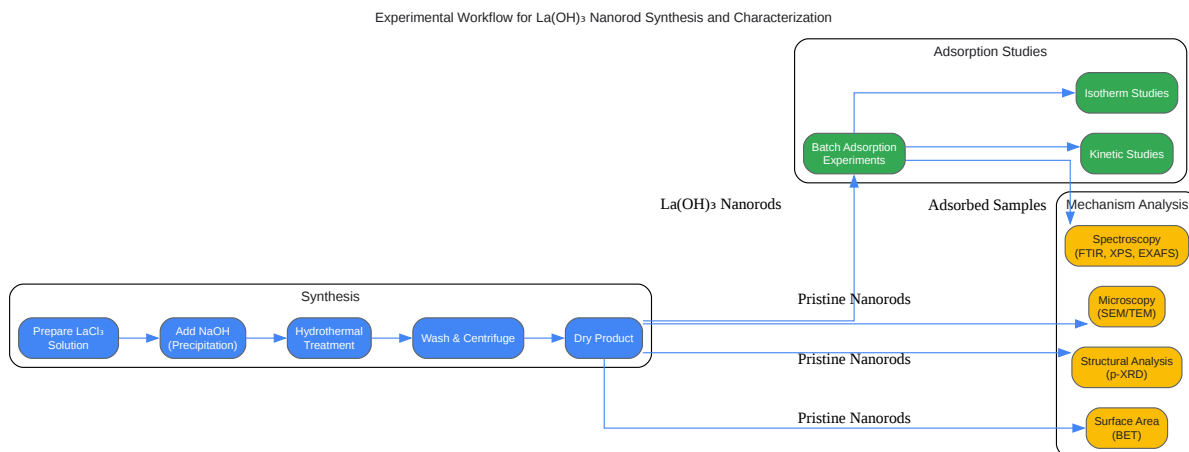 Experimental Workflow for La(OH)₃ Nanorod Synthesis and Characterization
Adsorption Studies
Isotherm Studies
Batch Adsorption
Experiments
Kinetic Studies
La(OH)₃ Nanorods
Adsorbed Samples
Mechanism Analysis
Spectroscopy
(FTIR, XPS, EXAFS)
Synthesis
Pristine Nanorods
Microscopy
(SEM/TEM)
Prepare LaCl₃
Solution
Add NaOH
(Precipitation)
Hydrothermal
Treatment
Wash & Centrifuge
Dry Product
Pristine Nanorods
Structural Analysis
(p-XRD)
Pristine Nanorods
Surface Area
(BET)